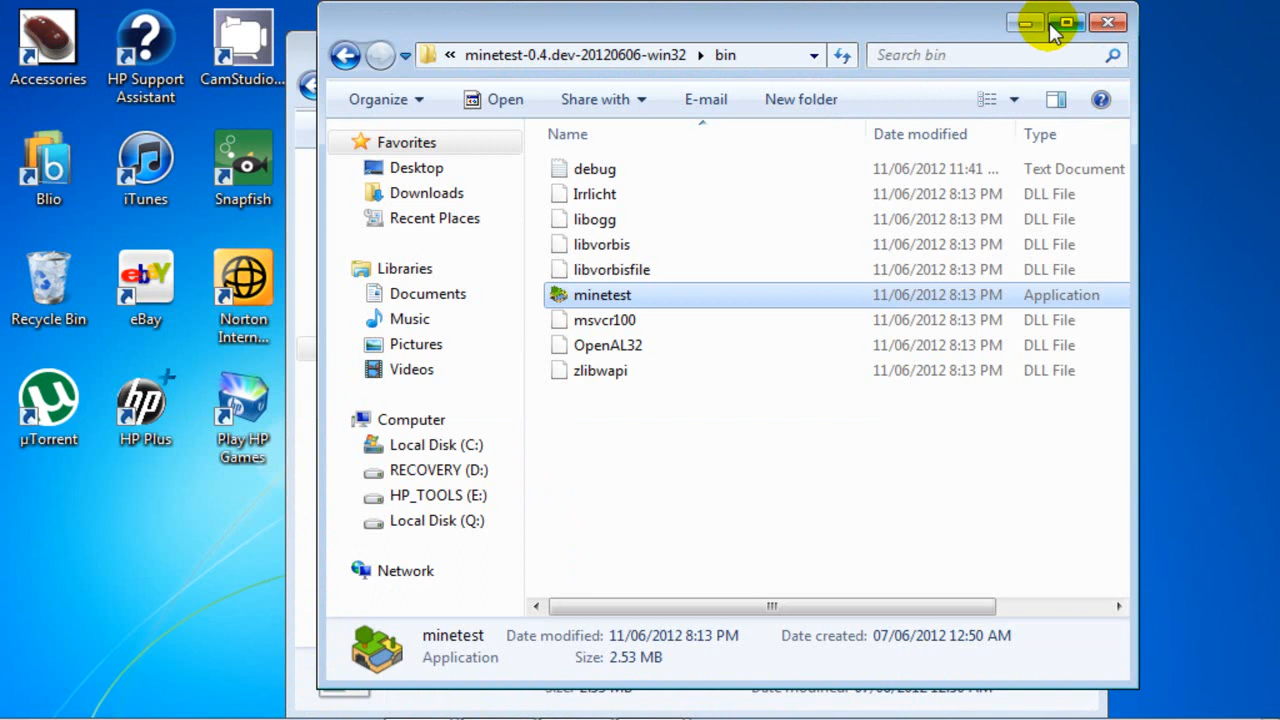 Accessories
HP Support
Assistant
CamStudio...
Blio
iTunes
Snapfish
Recycle Bin
eBay
Norton
Intern...
µTorrent
HP Plus
Play HP
Games
« minetest-0.4.dev-20120606-win32 bin
Search bin
Organize Open Share with E-mail New folder
Name Date modified Type
debug 11/06/2012 11:41 ... Text Document
Irrlicht 11/06/2012 8:13 PM DLL File
libogg 11/06/2012 8:13 PM DLL File
libvorbis 11/06/2012 8:13 PM DLL File
libvorbisfile 11/06/2012 8:13 PM DLL File
minetest 11/06/2012 8:13 PM Application
msvcr100 11/06/2012 8:13 PM DLL File
OpenAL32 11/06/2012 8:13 PM DLL File
zlibwapi 11/06/2012 8:13 PM DLL File
Favorites
Desktop
Downloads
Recent Places
Libraries
Documents
Music
Pictures
Videos
Computer
Local Disk (C:)
RECOVERY (D:)
HP_TOOLS (E:)
Local Disk (Q:)
Network
minetest Date modified: 11/06/2012 8:13 PM Date created: 07/06/2012 12:50 AM
Application Size: 2.53 MB